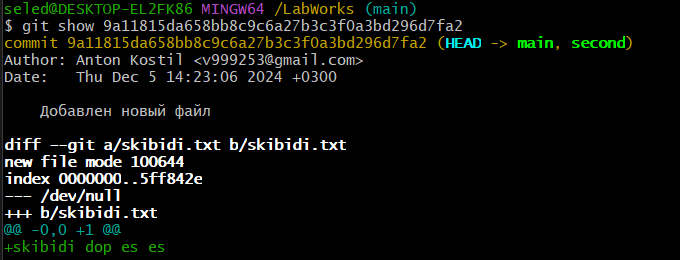 seled@DESKTOP-EL2FK86 MINGW64 /LabWorks (main)
$ git show 9a11815da658bb8c9c6a27b3c3f0a3bd296d7fa2
commit 9a11815da658bb8c9c6a27b3c3f0a3bd296d7fa2 (HEAD -> main, second)
Author: Anton Kostil <v999253@gmail.com>
Date:   Thu Dec 5 14:23:06 2024 +0300
    Добавлен новый файл
diff --git a/skibidi.txt b/skibidi.txt
new file mode 100644
index 0000000..5ff842e
--- /dev/null
+++ b/skibidi.txt
@@ -0,0 +1 @@
+skibidi dop es es